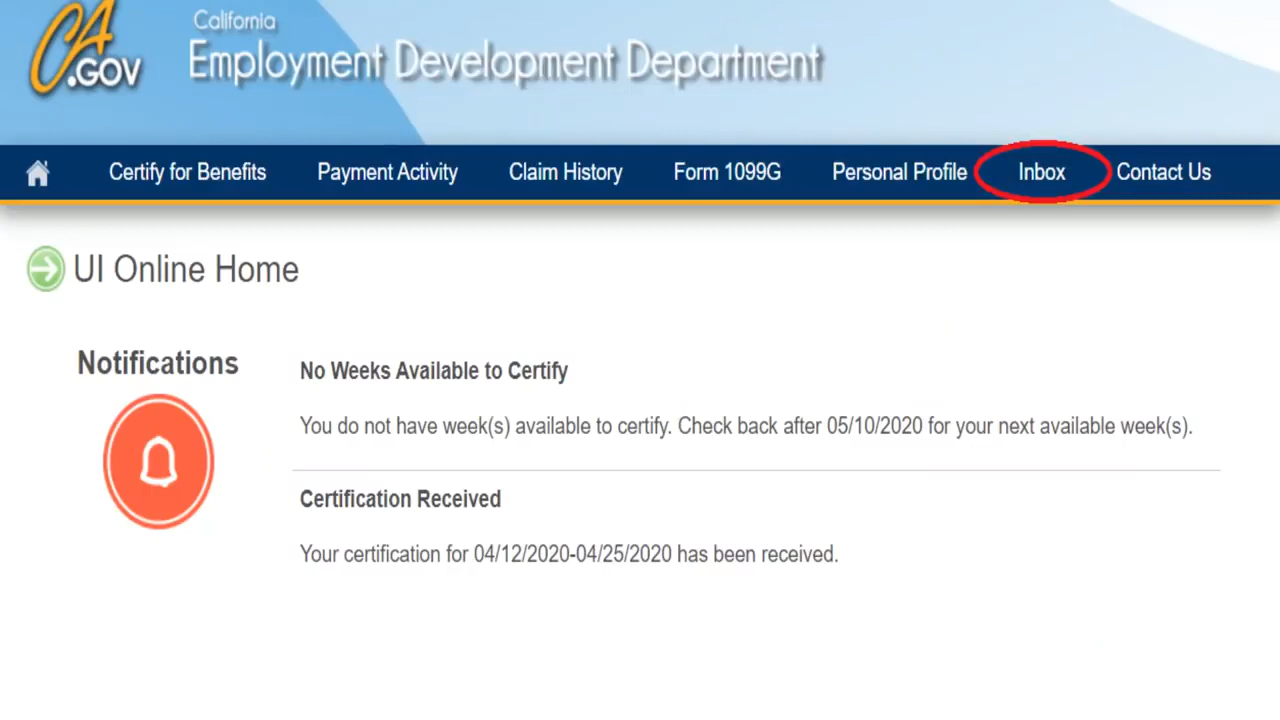 CA
.GOV
California
Employment Development Department
Certify for Benefits Payment Activity Claim History Form 1099G Personal Profile Inbox Contact Us
UI Online Home
Notifications
No Weeks Available to Certify
You do not have week(s) available to certify. Check back after 05/10/2020 for your next available week(s).
Certification Received
Your certification for 04/12/2020-04/25/2020 has been received.